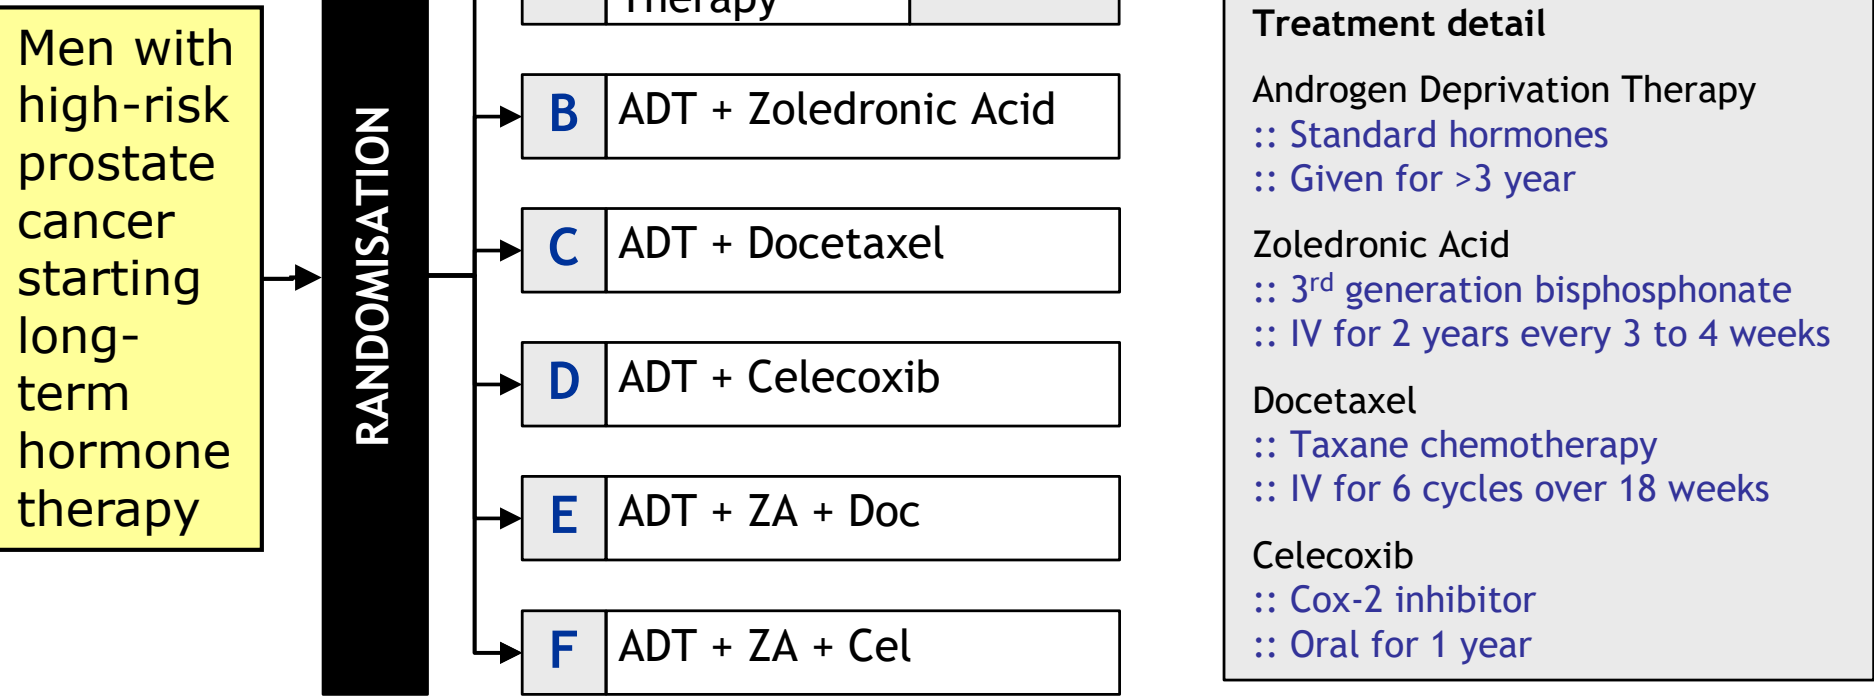 Men with
high-risk
prostate
cancer
starting
long-
term
hormone
therapy
RANDOMISATION
Therapy
B ADT + Zoledronic Acid
C ADT + Docetaxel
D ADT + Celecoxib
E ADT + ZA + Doc
F ADT + ZA + Cel
Treatment detail
Androgen Deprivation Therapy
:: Standard hormones
:: Given for >3 year
Zoledronic Acid
:: 3rd generation bisphosphonate
:: IV for 2 years every 3 to 4 weeks
Docetaxel
:: Taxane chemotherapy
:: IV for 6 cycles over 18 weeks
Celecoxib
:: Cox-2 inhibitor
:: Oral for 1 year